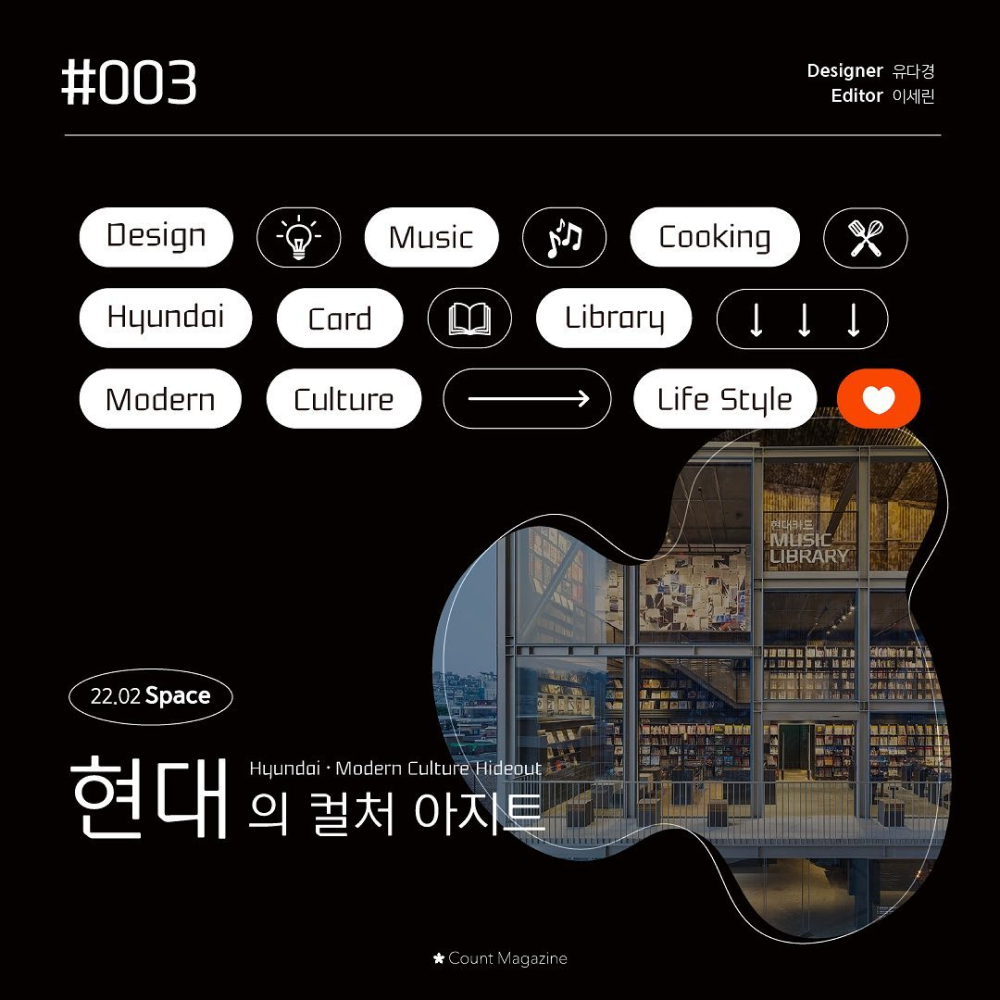 #003
Designer 유다경
Editor 이세린
Design Music Cooking
Hyundai Card Library
Modern Culture Life Style
현대카드
MUSIC
LIBRARY
22.02 Space
Hyundai · Modern Culture Hideout
현대의 컬처 아지트
Count Magazine